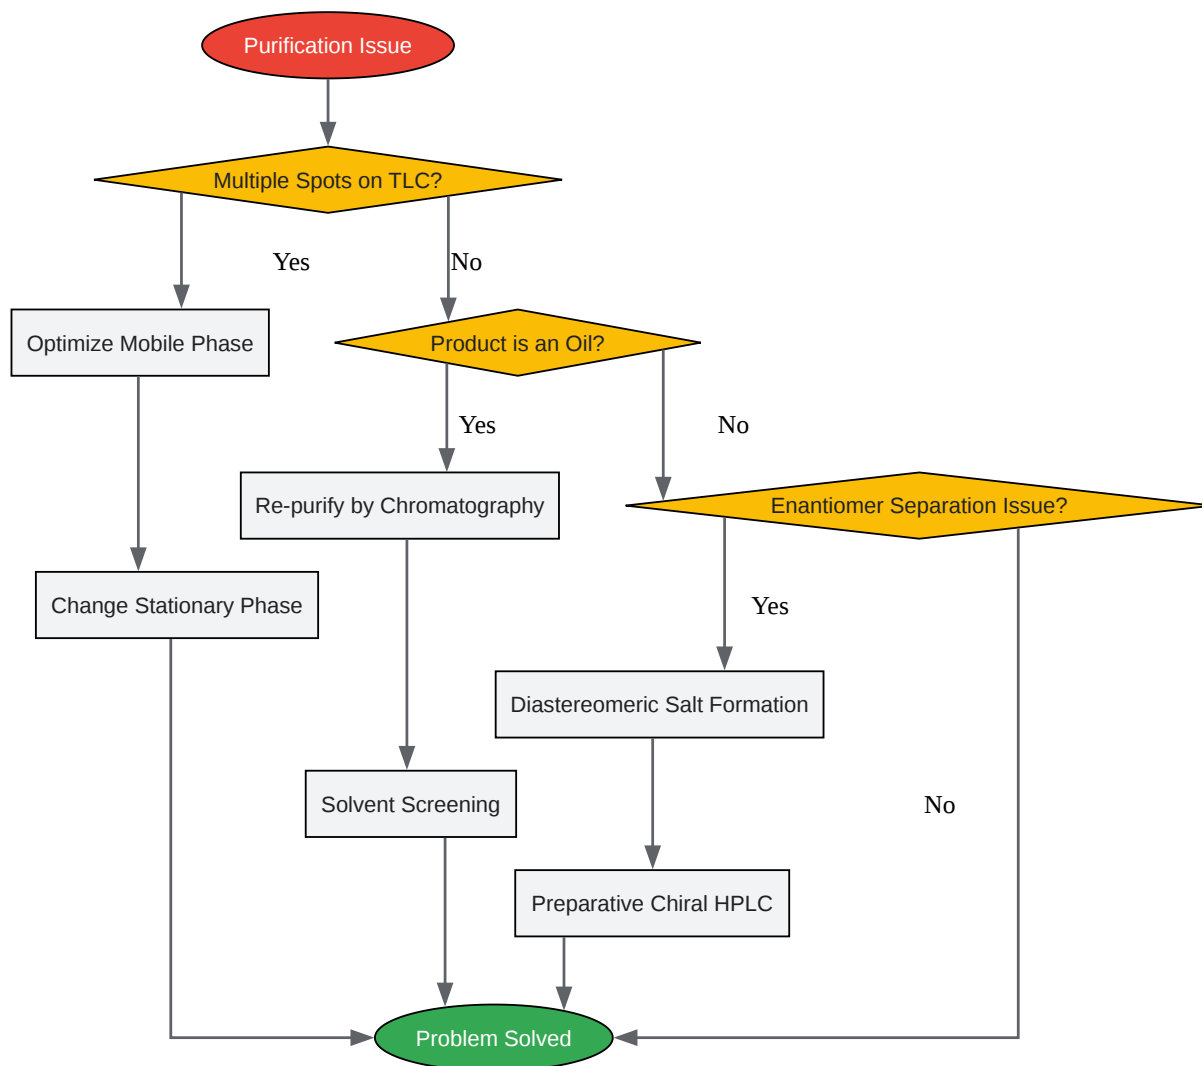 Purification Issue
Multiple Spots on TLC?
Yes
No
Optimize Mobile Phase
Product is an Oil?
Yes
No
Re-purify by Chromatography
Enantiomer Separation Issue?
Change Stationary Phase
Yes
Diastereomeric Salt Formation
Solvent Screening
No
Preparative Chiral HPLC
Problem Solved